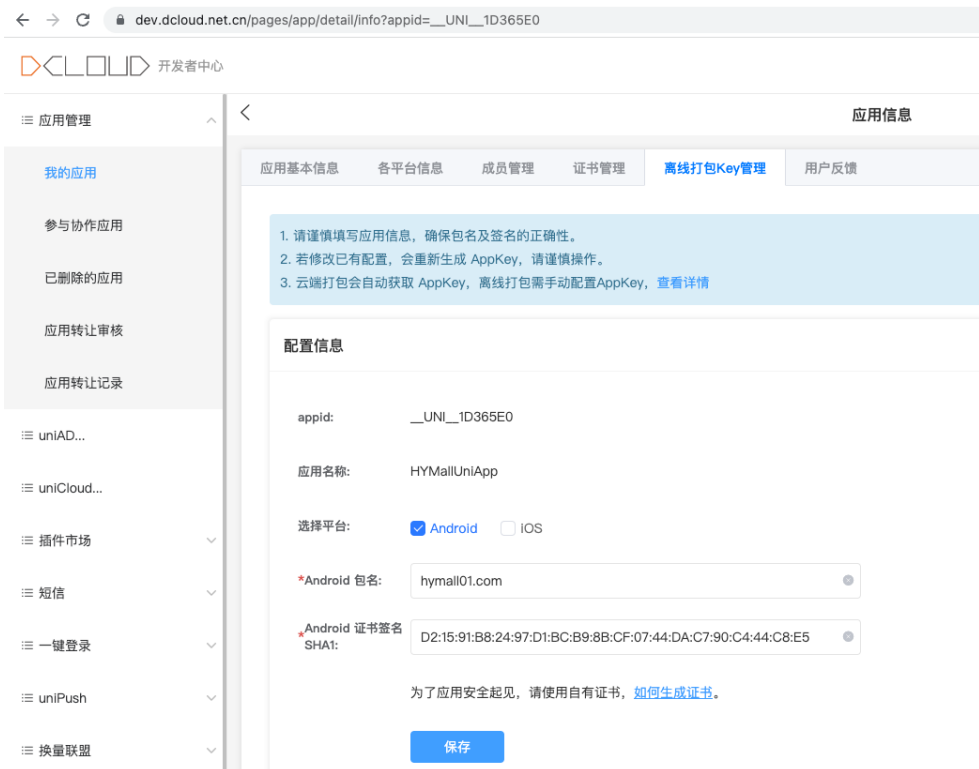 dev.dcloud.net.cn/pages/app/detail/info?appid=__UNI__1D365E0
DCLOUD 开发者中心
应用管理
我的应用
参与协作应用
已删除的应用
应用转让审核
应用转让记录
uniAD...
uniCloud...
插件市场
短信
一键登录
uniPush
换量联盟
应用信息
应用基本信息 各平台信息 成员管理 证书管理 离线打包Key管理 用户反馈
1. 请谨慎填写应用信息，确保包名及签名的正确性。
2. 若修改已有配置，会重新生成 AppKey，请谨慎操作。
3. 云端打包会自动获取 AppKey，离线打包需手动配置AppKey，查看详情
配置信息
appid: __UNI__1D365E0
应用名称: HYMallUniApp
选择平台: Android iOS
*Android 包名: hymall01.com
*Android 证书签名
SHA1: D2:15:91:B8:24:97:D1:BC:B9:8B:CF:07:44:DA:C7:90:C4:44:C8:E5
为了应用安全起见，请使用自有证书，如何生成证书。
保存